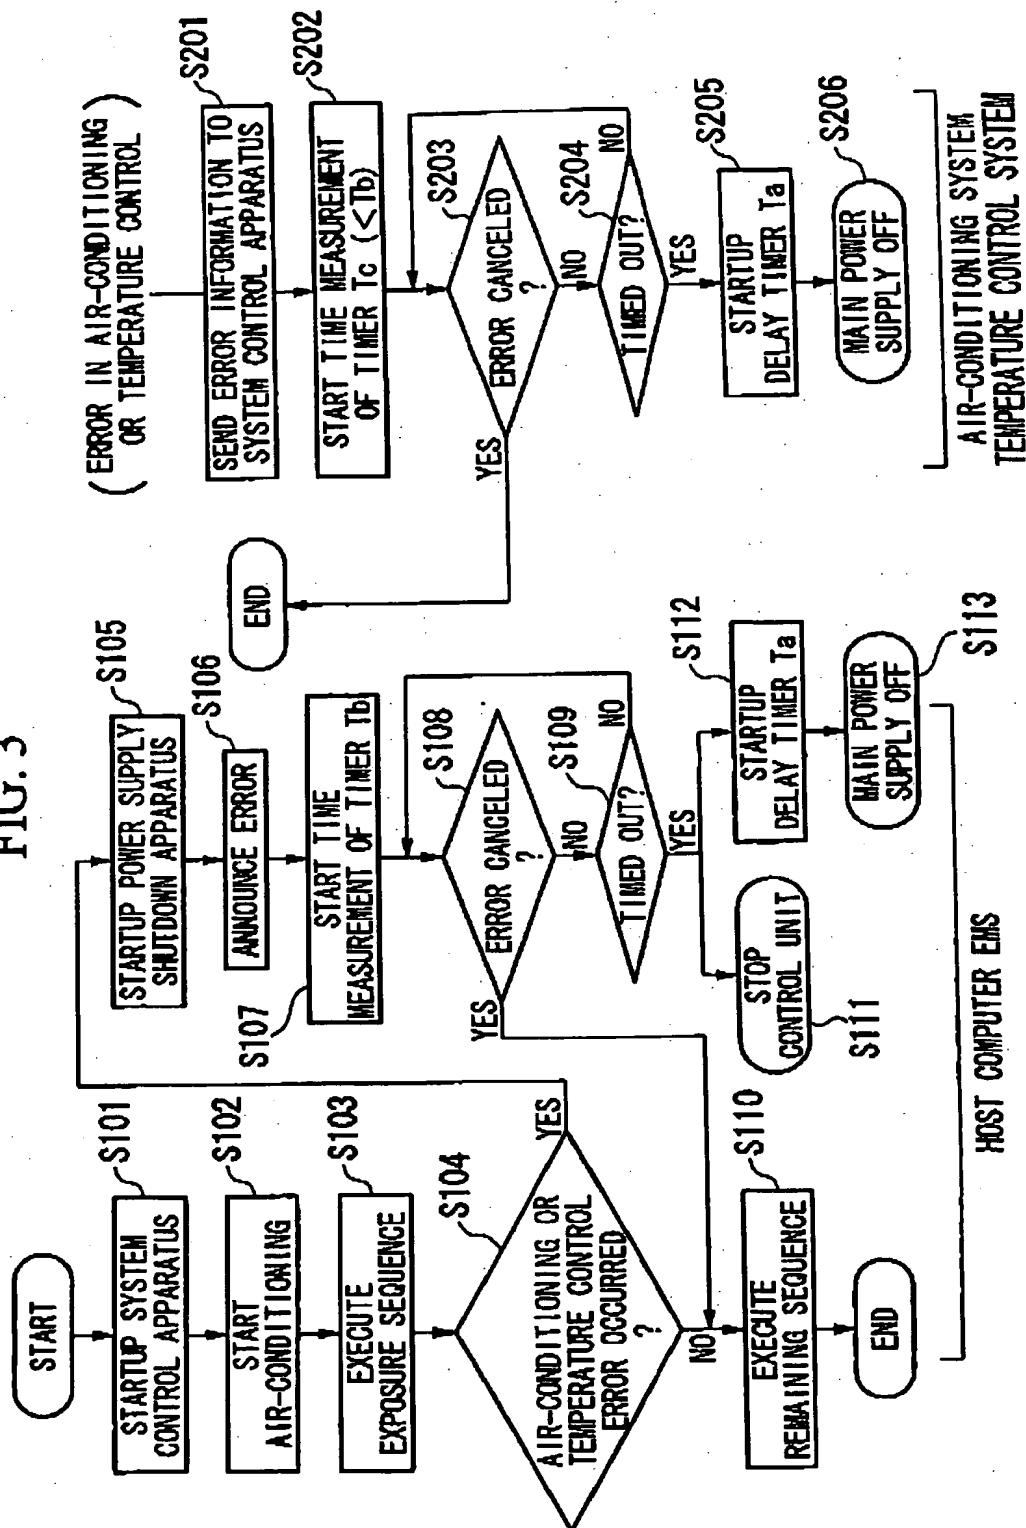 FIG. 3
START
STARTUP SYSTEM
CONTROL APPARATUS
S101
START
AIR-CONDITIONING
S102
EXECUTE
EXPOSURE SEQUENCE
S103
AIR-CONDITIONING OR
TEMPERATURE CONTROL
ERROR OCCURRED
?
S104
YES
NO
EXECUTE
REMAINING SEQUENCE
S110
END
STARTUP POWER SUPPLY
SHUTDOWN APPARATUS
S105
ANNOUNCE ERROR
S106
START TIME
MEASUREMENT OF TIMER Tb
S107
ERROR CANCELED
?
S108
YES
NO
TIMED OUT?
S109
NO
YES
STOP
CONTROL UNIT
S111
STARTUP
DELAY TIMER Ta
S112
MAIN POWER
SUPPLY OFF
S113
HOST COMPUTER EMS
(ERROR IN AIR-CONDITIONING
OR TEMPERATURE CONTROL)
SEND ERROR INFORMATION TO
SYSTEM CONTROL APPARATUS
S201
START TIME MEASUREMENT
OF TIMER Tc (<Tb)
S202
ERROR CANCELED
?
S203
YES
END
NO
TIMED OUT?
S204
NO
YES
STARTUP
DELAY TIMER Ta
S205
MAIN POWER
SUPPLY OFF
S206
AIR-CONDITIONING SYSTEM
TEMPERATURE CONTROL SYSTEM